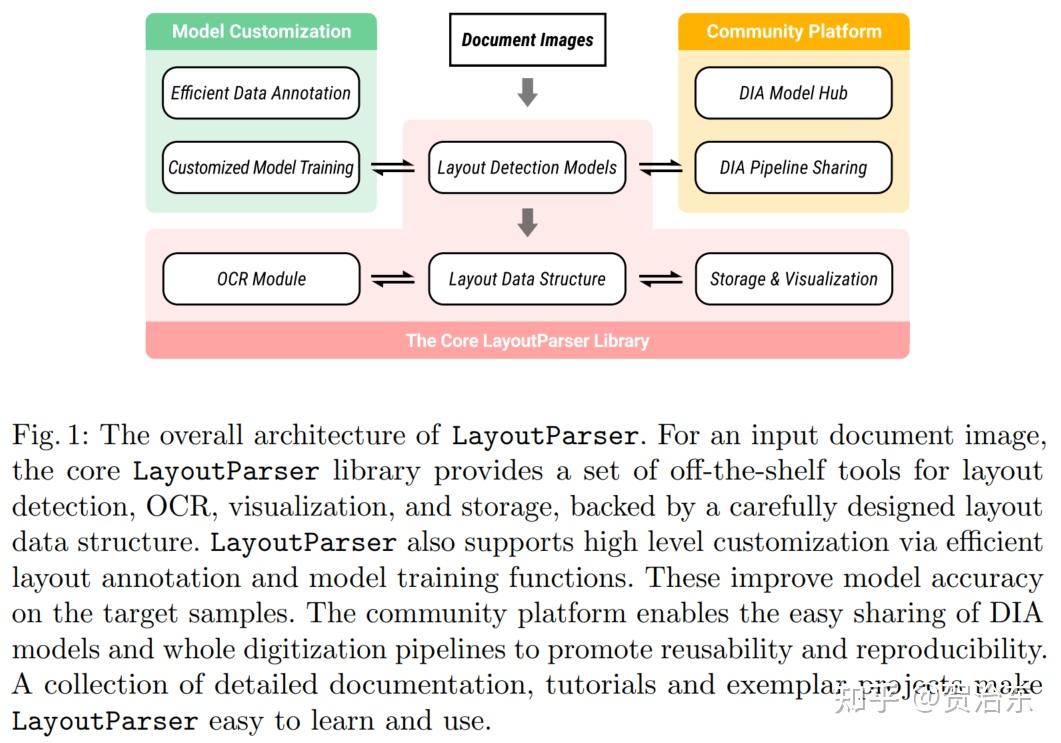 Model Customization
Document Images
Community Platform
Efficient Data Annotation
DIA Model Hub
Customized Model Training
Layout Detection Models
DIA Pipeline Sharing
OCR Module
Layout Data Structure
Storage & Visualization
The Core LayoutParser Library
Fig. 1: The overall architecture of LayoutParser. For an input document image,
the core LayoutParser library provides a set of off-the-shelf tools for layout
detection, OCR, visualization, and storage, backed by a carefully designed layout
data structure. LayoutParser also supports high level customization via efficient
layout annotation and model training functions. These improve model accuracy
on the target samples. The community platform enables the easy sharing of DIA
models and whole digitization pipelines to promote reusability and reproducibility.
A collection of detailed documentation, tutorials and exemplar projects make
LayoutParser easy to learn and use.
知乎 @贾治东